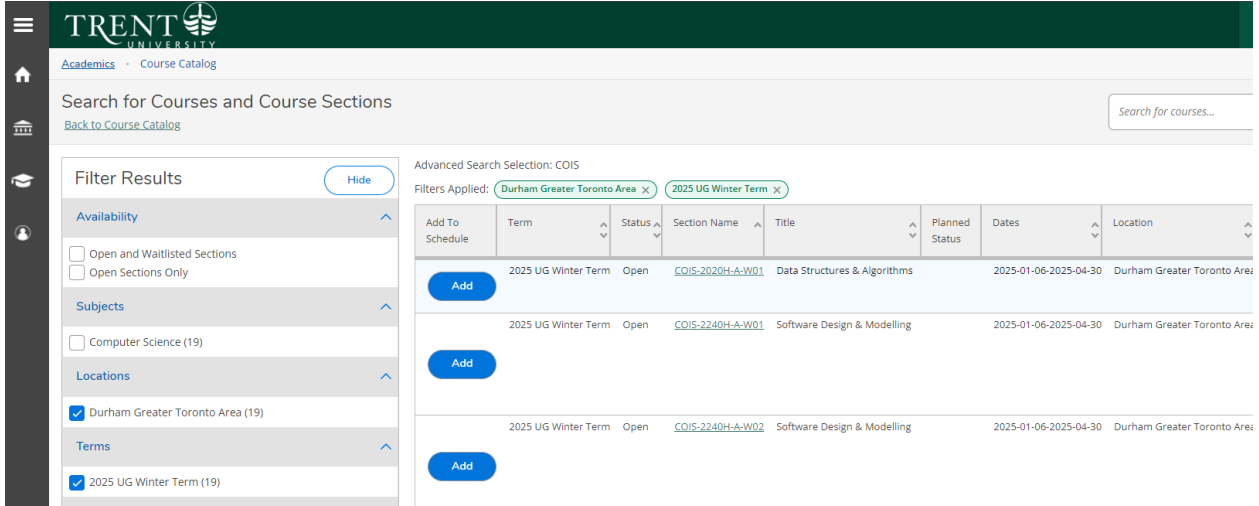 TRENT
UNIVERSITY
Academics · Course Catalog
Search for Courses and Course Sections
Back to Course Catalog
Search for courses...
Filter Results
Hide
Availability
Open and Waitlisted Sections
Open Sections Only
Subjects
Computer Science (19)
Locations
Durham Greater Toronto Area (19)
Terms
2025 UG Winter Term (19)
Advanced Search Selection: COIS
Filters Applied: Durham Greater Toronto Area × 2025 UG Winter Term ×
Add To Schedule Term Status Section Name Title Planned Status Dates Location
Add 2025 UG Winter Term Open COIS-2020H-A-W01 Data Structures & Algorithms 2025-01-06-2025-04-30 Durham Greater Toronto Area
Add 2025 UG Winter Term Open COIS-2240H-A-W01 Software Design & Modelling 2025-01-06-2025-04-30 Durham Greater Toronto Area
Add 2025 UG Winter Term Open COIS-2240H-A-W02 Software Design & Modelling 2025-01-06-2025-04-30 Durham Greater Toronto Area